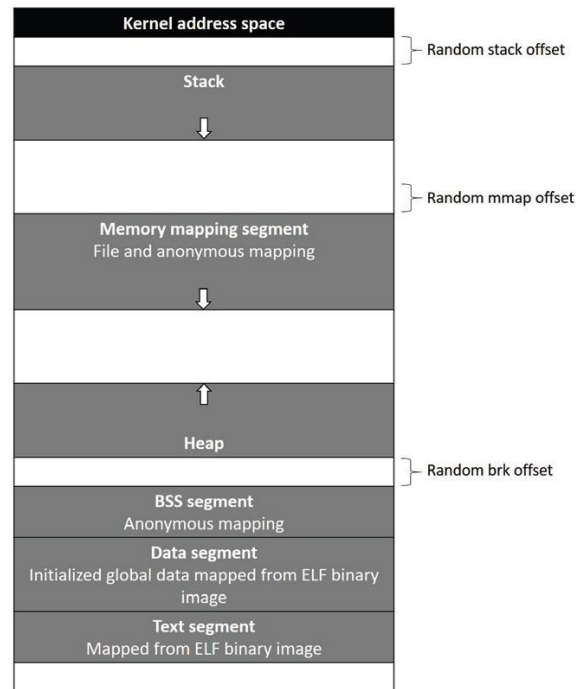 Kernel address space
Random stack offset
Stack
Random mmap offset
Memory mapping segment
File and anonymous mapping
Heap
Random brk offset
BSS segment
Anonymous mapping
Data segment
Initialized global data mapped from ELF binary
image
Text segment
Mapped from ELF binary image